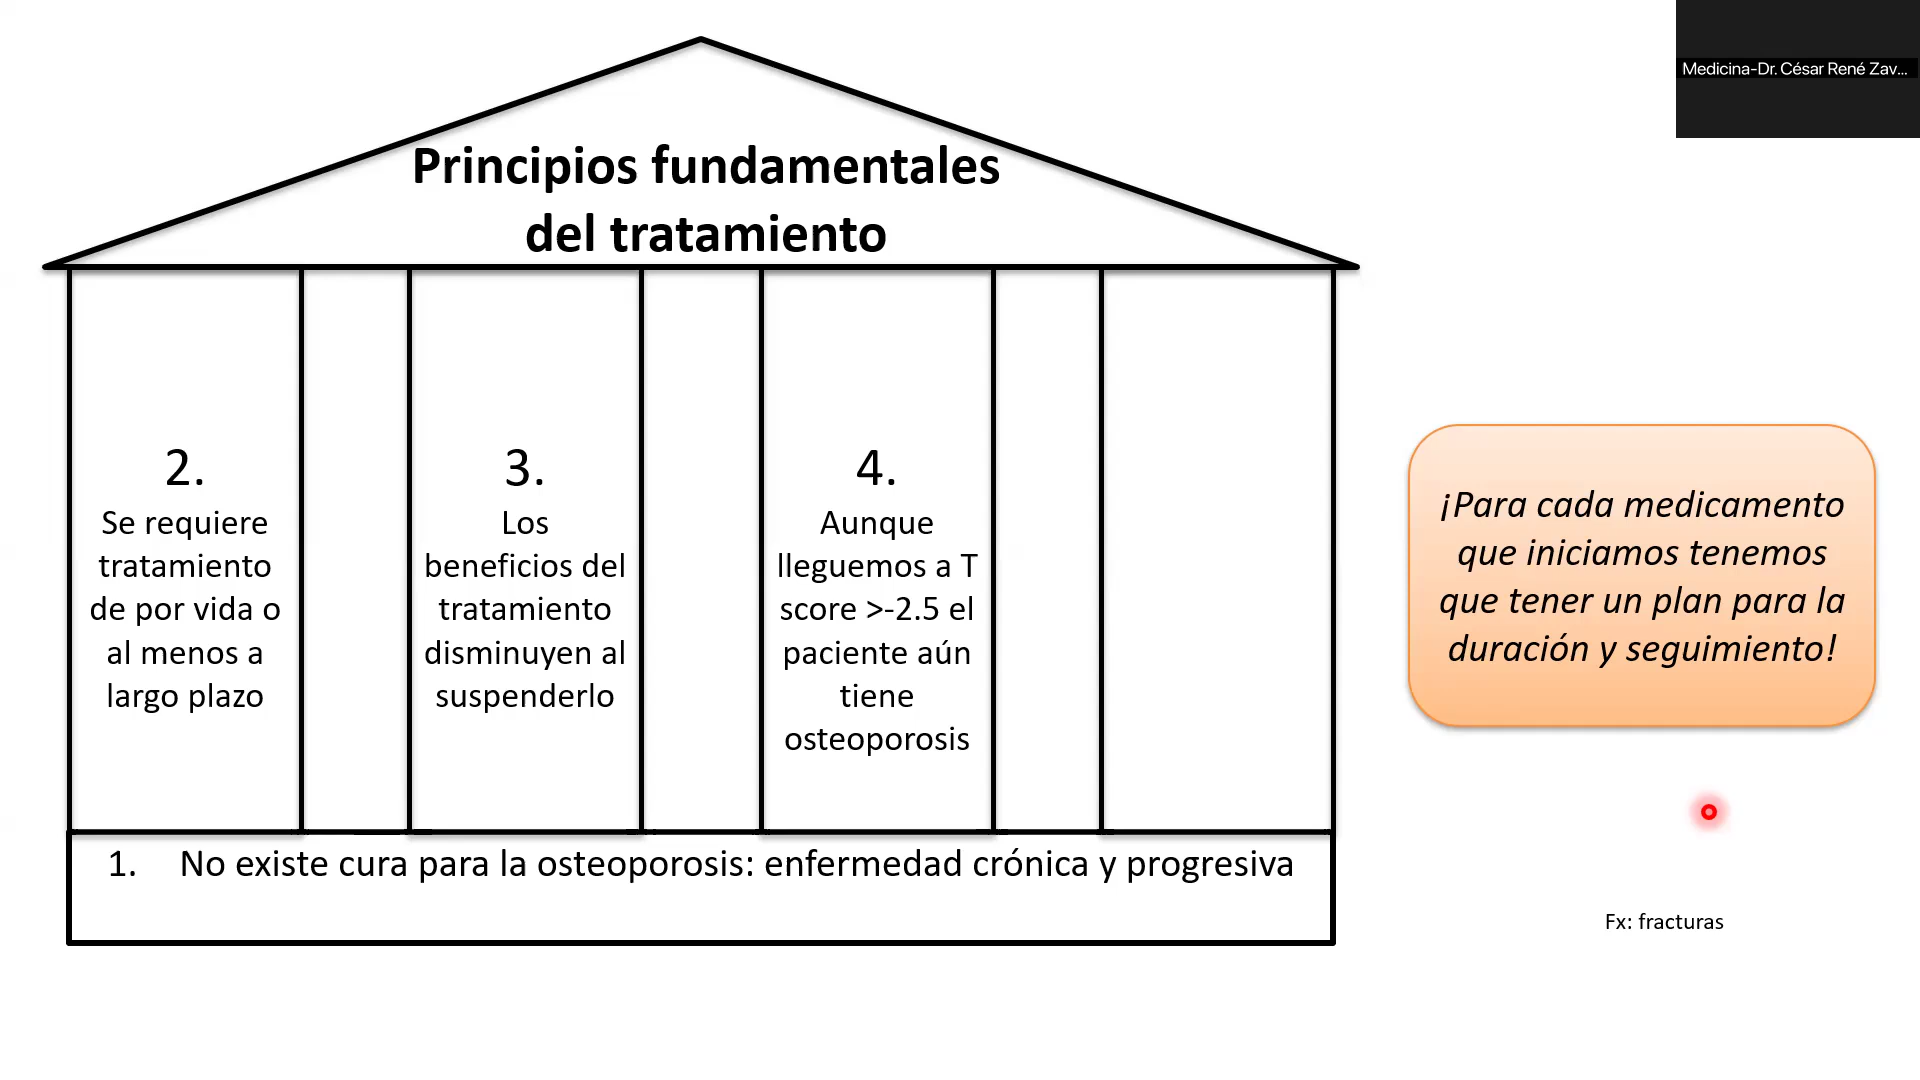 Medicina-Dr. César René Zav...
Principios fundamentales
del tratamiento
2.
Se requiere
tratamiento
de por vida o
al menos a
largo plazo
3.
Los
beneficios del
tratamiento
disminuyen al
suspenderlo
4.
Aunque
lleguemos a T
score >-2.5 el
paciente aún
tiene
osteoporosis
¡Para cada medicamento
que iniciamos tenemos
que tener un plan para la
duración y seguimiento!
1. No existe cura para la osteoporosis: enfermedad crónica y progresiva
Fx: fracturas